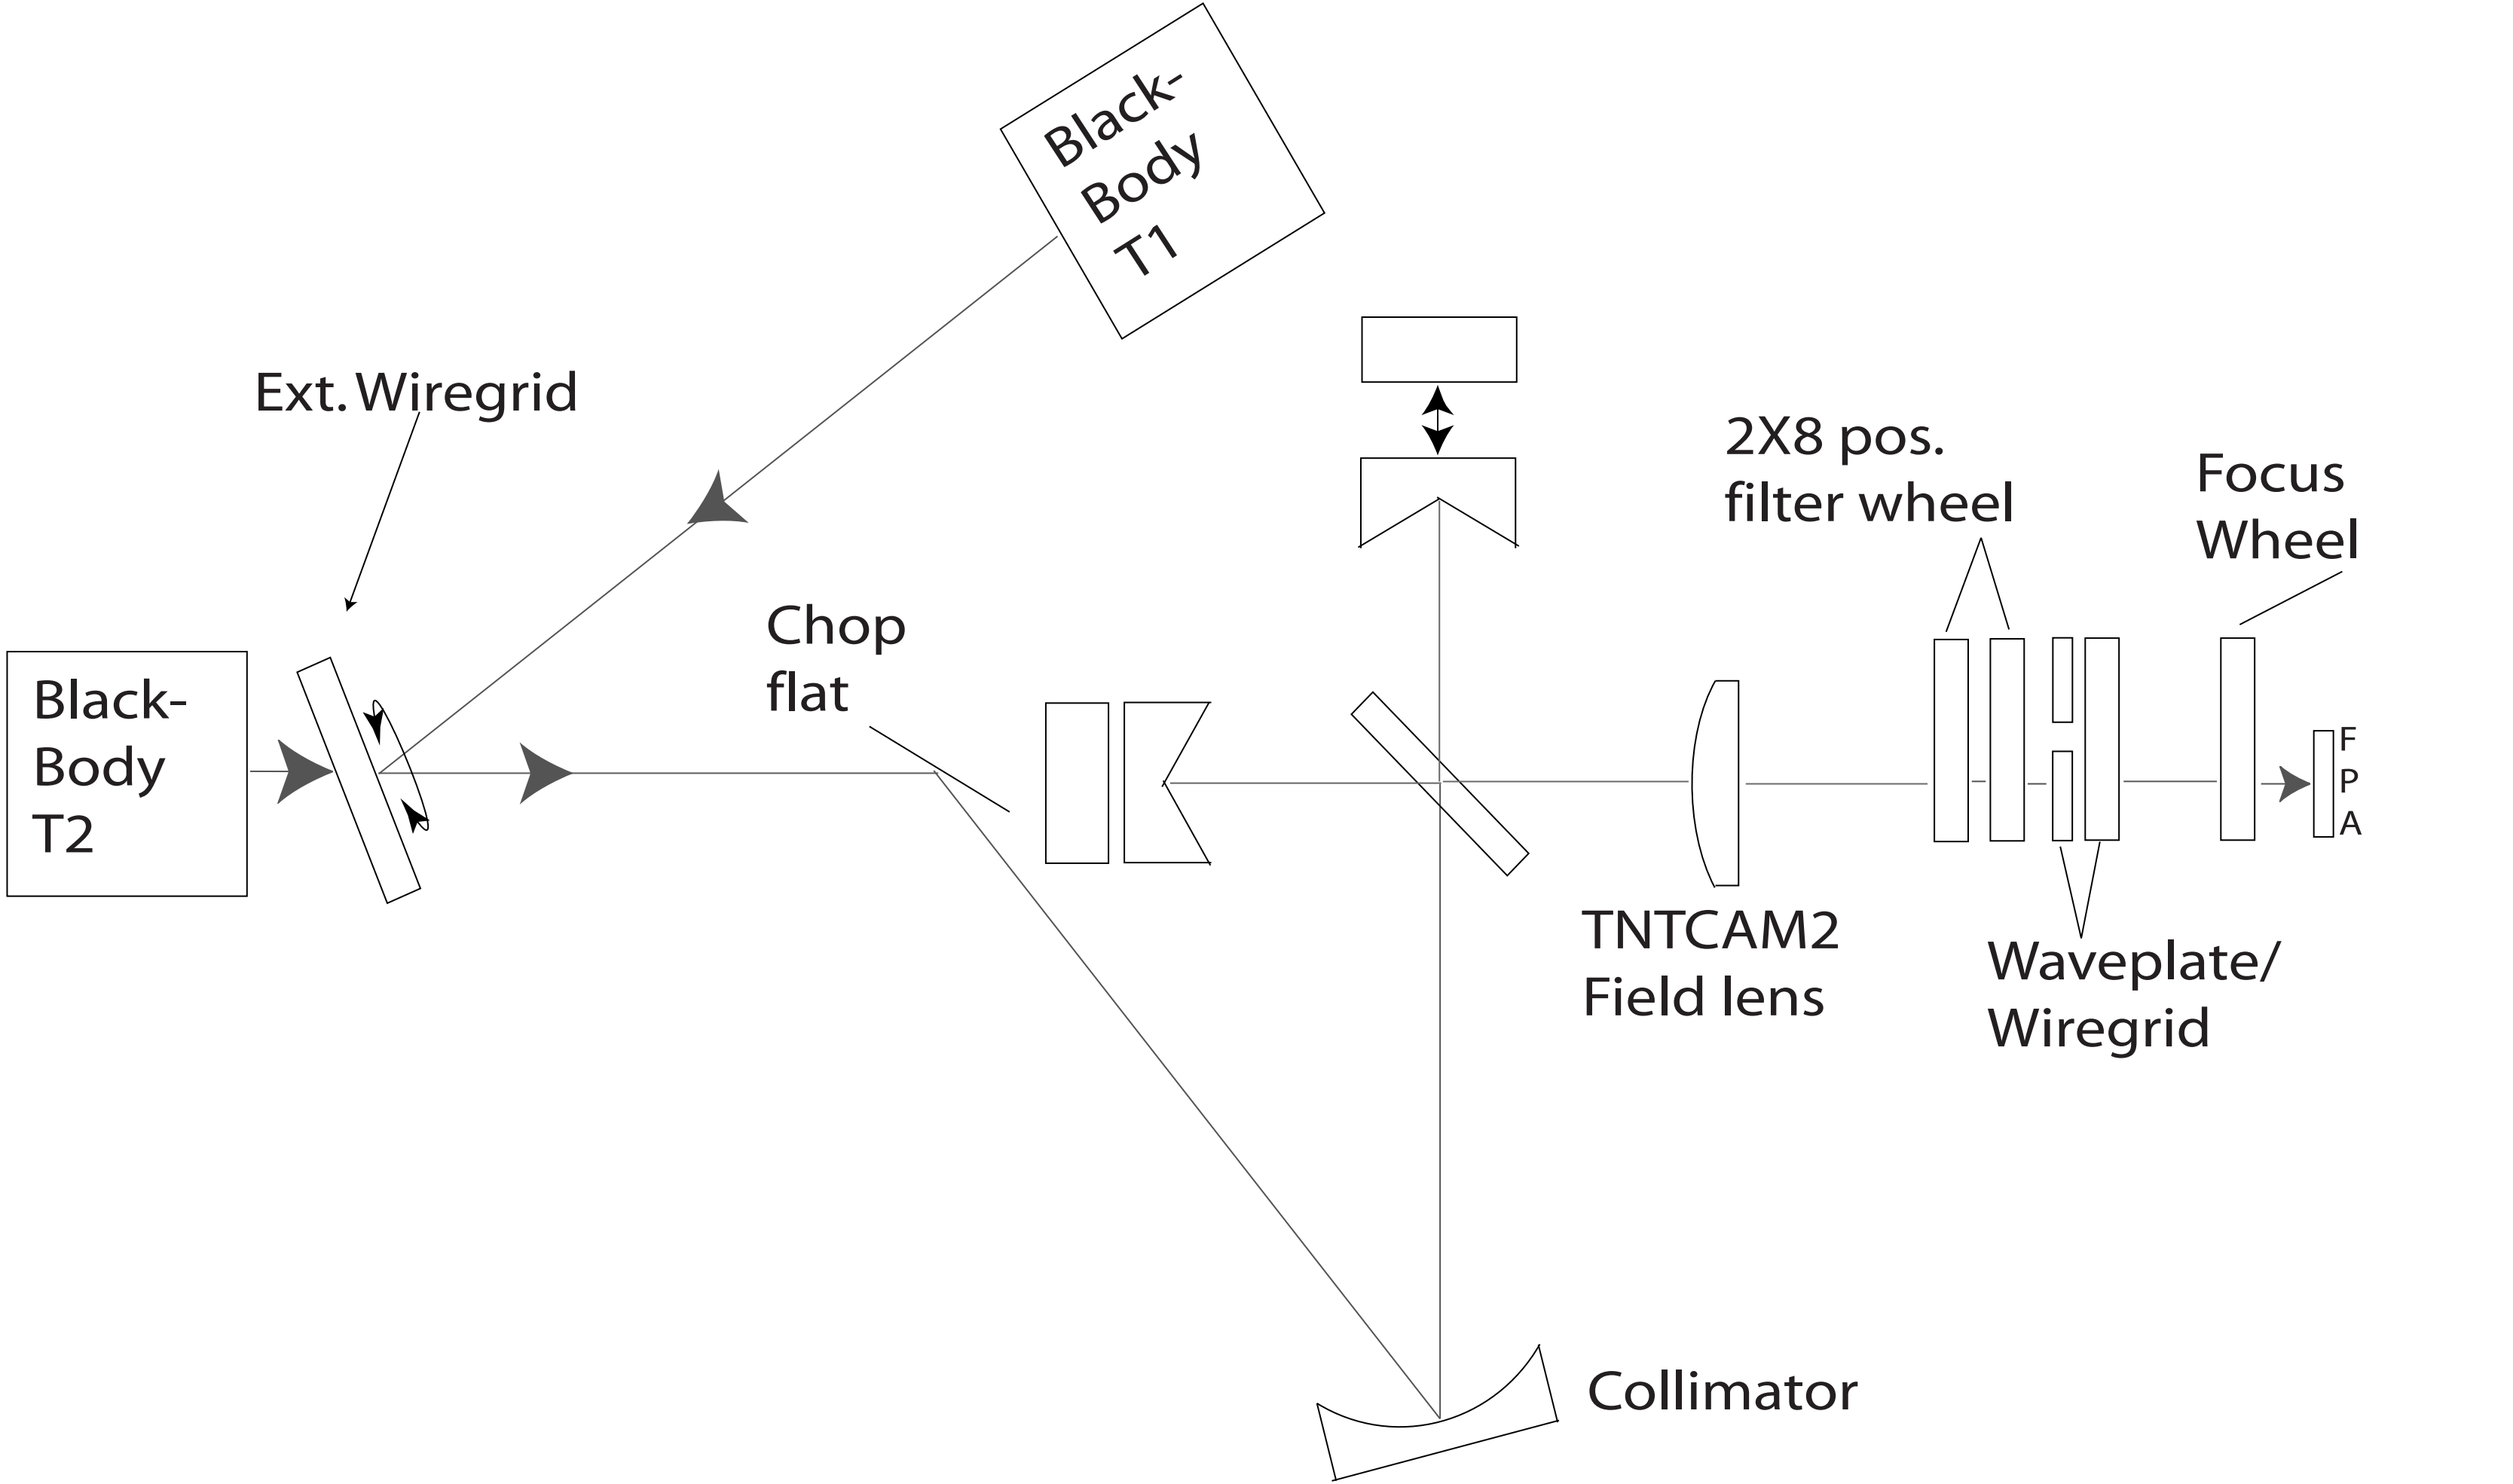 Black-
Body
T1
Ext. Wiregrid
2X8 pos.
filter wheel
Focus
Wheel
Chop
flat
Black-
Body
T2
F
P
A
TNTCAM2
Field lens
Waveplate/
Wiregrid
Collimator